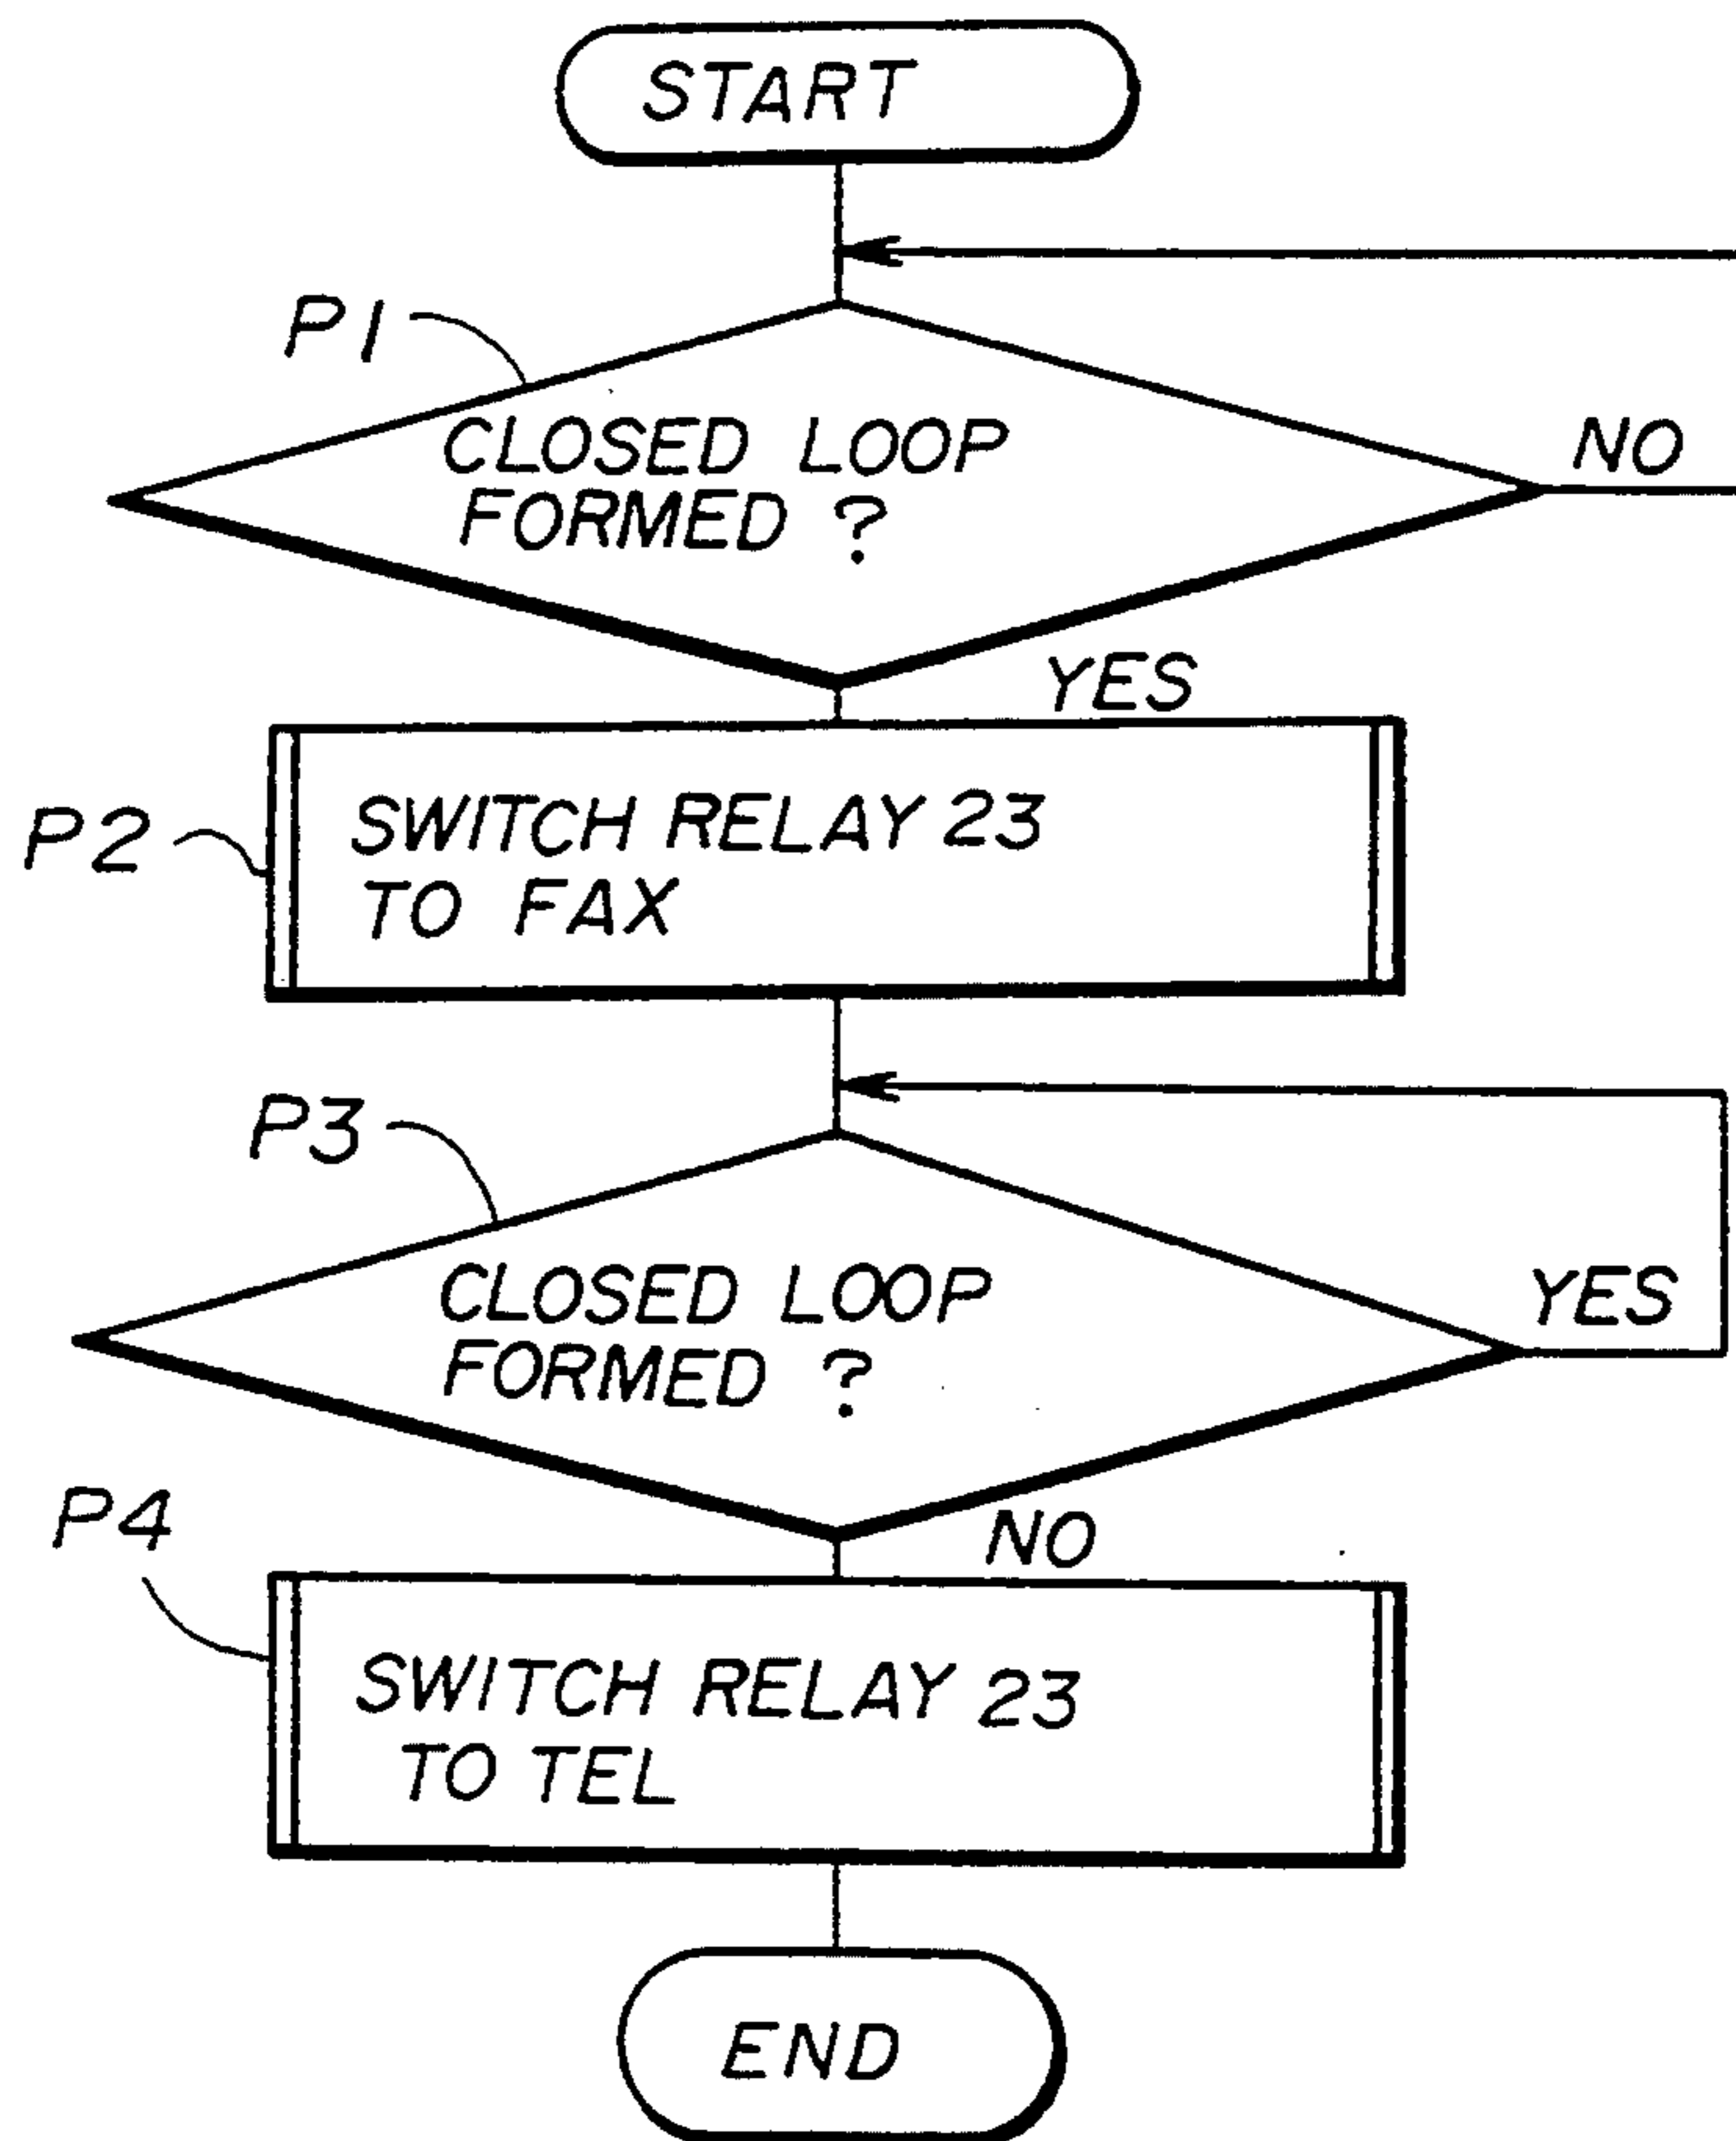 START
P1
CLOSED LOOP
FORMED ?
NO
YES
P2
SWITCH RELAY 23
TO FAX
P3
CLOSED LOOP
FORMED ?
YES
NO
P4
SWITCH RELAY 23
TO TEL
END